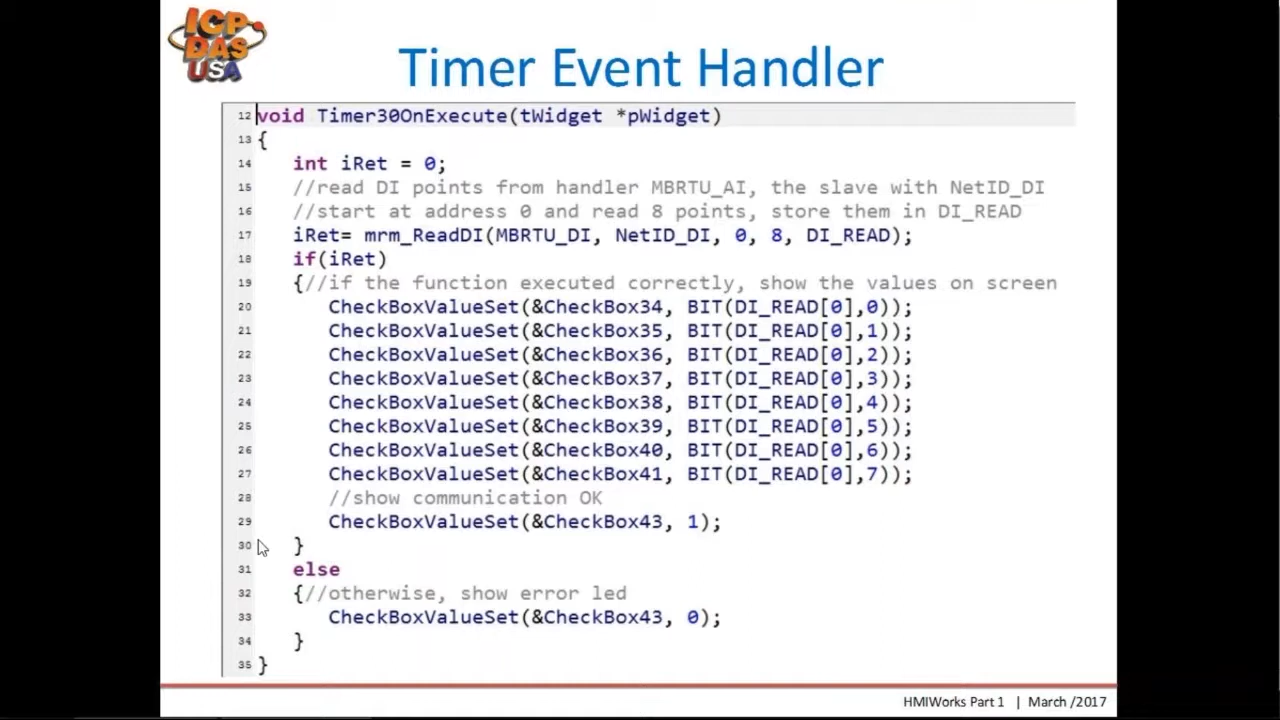 ICP
DAS
USA
Timer Event Handler
12 void Timer30OnExecute(tWidget *pWidget)
13 {
14 int iRet = 0;
15 //read DI points from handler MBRTU_AI, the slave with NetID_DI
16 //start at address 0 and read 8 points, store them in DI_READ
17 iRet= mrm_ReadDI(MBRTU_DI, NetID_DI, 0, 8, DI_READ);
18 if(iRet)
19 {//if the function executed correctly, show the values on screen
20 CheckBoxValueSet(&CheckBox34, BIT(DI_READ[0],0));
21 CheckBoxValueSet(&CheckBox35, BIT(DI_READ[0],1));
22 CheckBoxValueSet(&CheckBox36, BIT(DI_READ[0],2));
23 CheckBoxValueSet(&CheckBox37, BIT(DI_READ[0],3));
24 CheckBoxValueSet(&CheckBox38, BIT(DI_READ[0],4));
25 CheckBoxValueSet(&CheckBox39, BIT(DI_READ[0],5));
26 CheckBoxValueSet(&CheckBox40, BIT(DI_READ[0],6));
27 CheckBoxValueSet(&CheckBox41, BIT(DI_READ[0],7));
28 //show communication OK
29 CheckBoxValueSet(&CheckBox43, 1);
30 }
31 else
32 {//otherwise, show error led
33 CheckBoxValueSet(&CheckBox43, 0);
34 }
35 }
HMIWorks Part 1 | March /2017